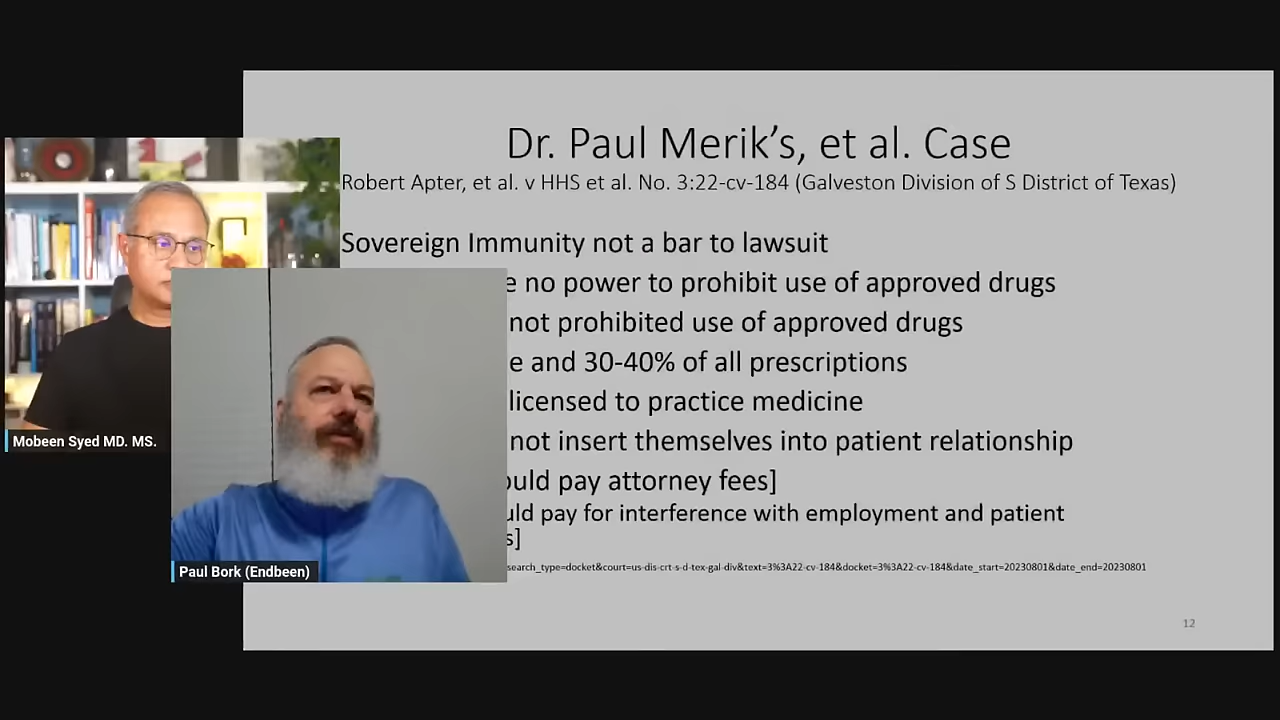 Dr. Paul Merik's, et al. Case
Robert Apter, et al. v HHS et al. No. 3:22-cv-184 (Galveston Division of S District of Texas)
Sovereign Immunity not a bar to lawsuit
no power to prohibit use of approved drugs
not prohibited use of approved drugs
and 30-40% of all prescriptions
licensed to practice medicine
not insert themselves into patient relationship
pay attorney fees]
pay for interference with employment and patient
search_type=docket&court=us-dis-crt-s-d-tex-gal-div&text=3%3A22-cv-184&docket=3%3A22-cv-184&date_start=20230801&date_end=20230801
12
Mobeen Syed MD. MS.
Paul Bork (Endbeen)